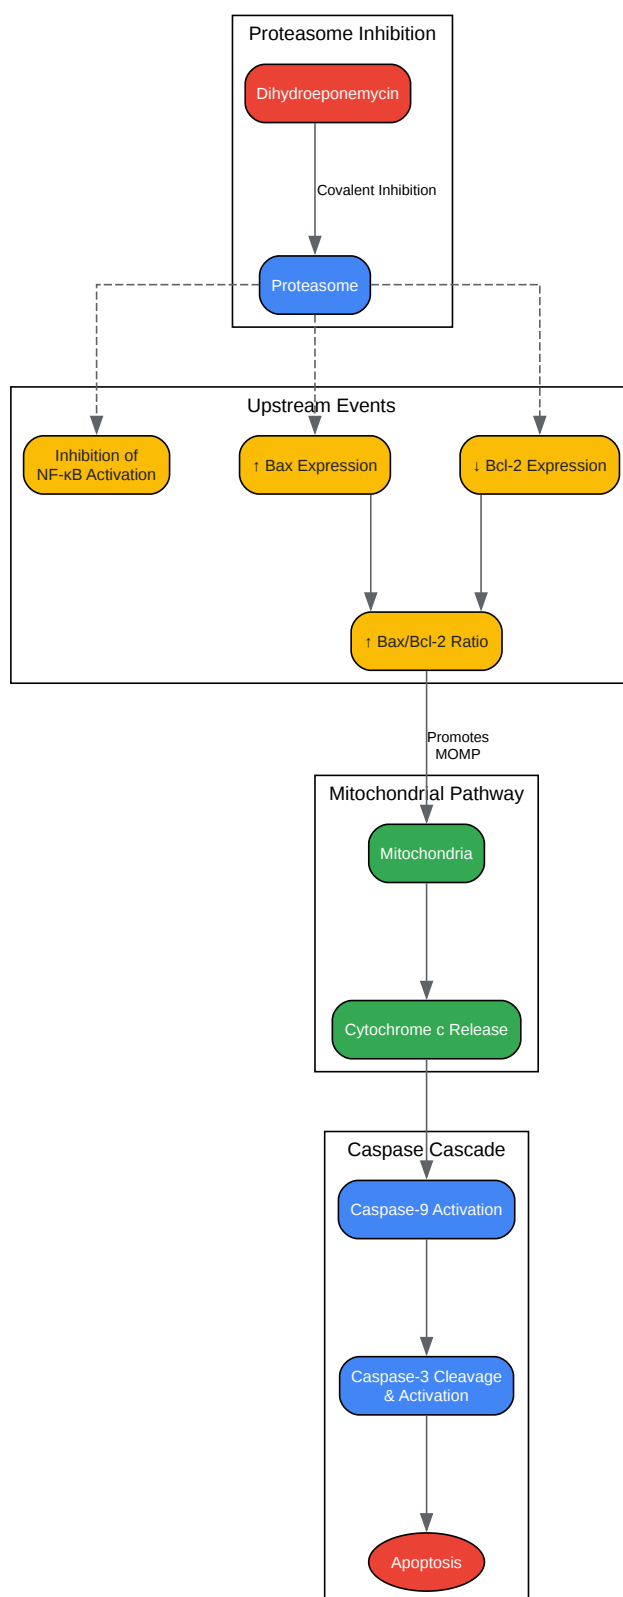 Proteasome Inhibition
Dihydroeponemycin
Covalent Inhibition
Proteasome
Upstream Events
Inhibition of
NF-κB Activation
↑ Bax Expression
↓ Bcl-2 Expression
↑ Bax/Bcl-2 Ratio
Promotes
MOMP
Mitochondrial Pathway
Mitochondria
Cytochrome c Release
Caspase Cascade
Caspase-9 Activation
Caspase-3 Cleavage
& Activation
Apoptosis